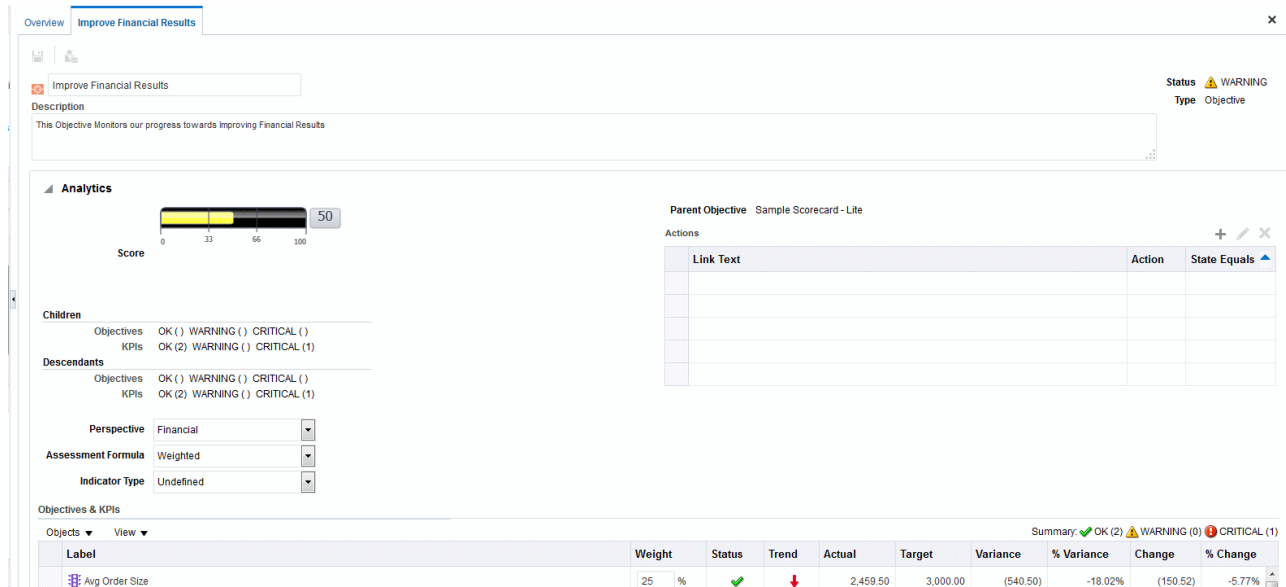 Overview Improve Financial Results
Improve Financial Results
Status WARNING
Type Objective
Description
This Objective Monitors our progress towards Improving Financial Results
Analytics
50
0 33 66 100
Score
Parent Objective Sample Scorecard - Lite
Actions
Link Text Action State Equals
Children
Objectives OK ( ) WARNING ( ) CRITICAL ( )
KPIs OK (2) WARNING ( ) CRITICAL (1)
Descendants
Objectives OK ( ) WARNING ( ) CRITICAL ( )
KPIs OK (2) WARNING ( ) CRITICAL (1)
Perspective Financial
Assessment Formula Weighted
Indicator Type Undefined
Objectives & KPIs
Objects View
Summary: OK (2) WARNING (0) CRITICAL (1)
Label Weight Status Trend Actual Target Variance % Variance Change % Change
Avg Order Size 25 % 2,459.50 3,000.00 (540.50) -18.02% (150.52) -5.77%